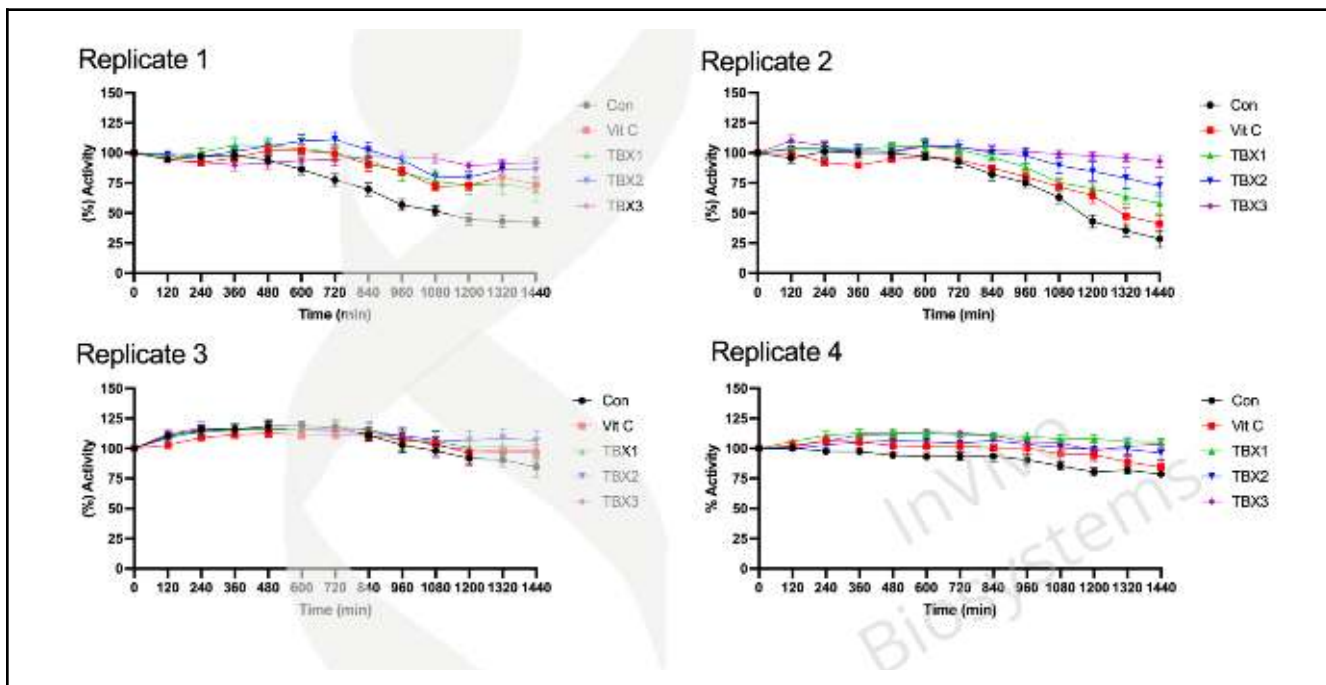 Replicate 1
150
125
100
75
50
25
0
(%) Activity
0 120 240 360 480 600 720 840 960 1080 1200 1320 1440
Time (min)
Con
Vit C
TBX1
TBX2
TBX3
Replicate 2
150
125
100
75
50
25
0
(%) Activity
0 120 240 360 480 600 720 840 960 1080 1200 1320 1440
Time (min)
Con
Vit C
TBX1
TBX2
TBX3
Replicate 3
150
125
100
75
50
25
0
(%) Activity
0 120 240 360 480 600 720 840 960 1080 1200 1320 1440
Time (min)
Con
Vit C
TBX1
TBX2
TBX3
Replicate 4
150
125
100
75
50
25
0
% Activity
0 120 240 360 480 600 720 840 960 1080 1200 1320 1440
Time (min)
Con
Vit C
TBX1
TBX2
TBX3
InVivo
Biosystems